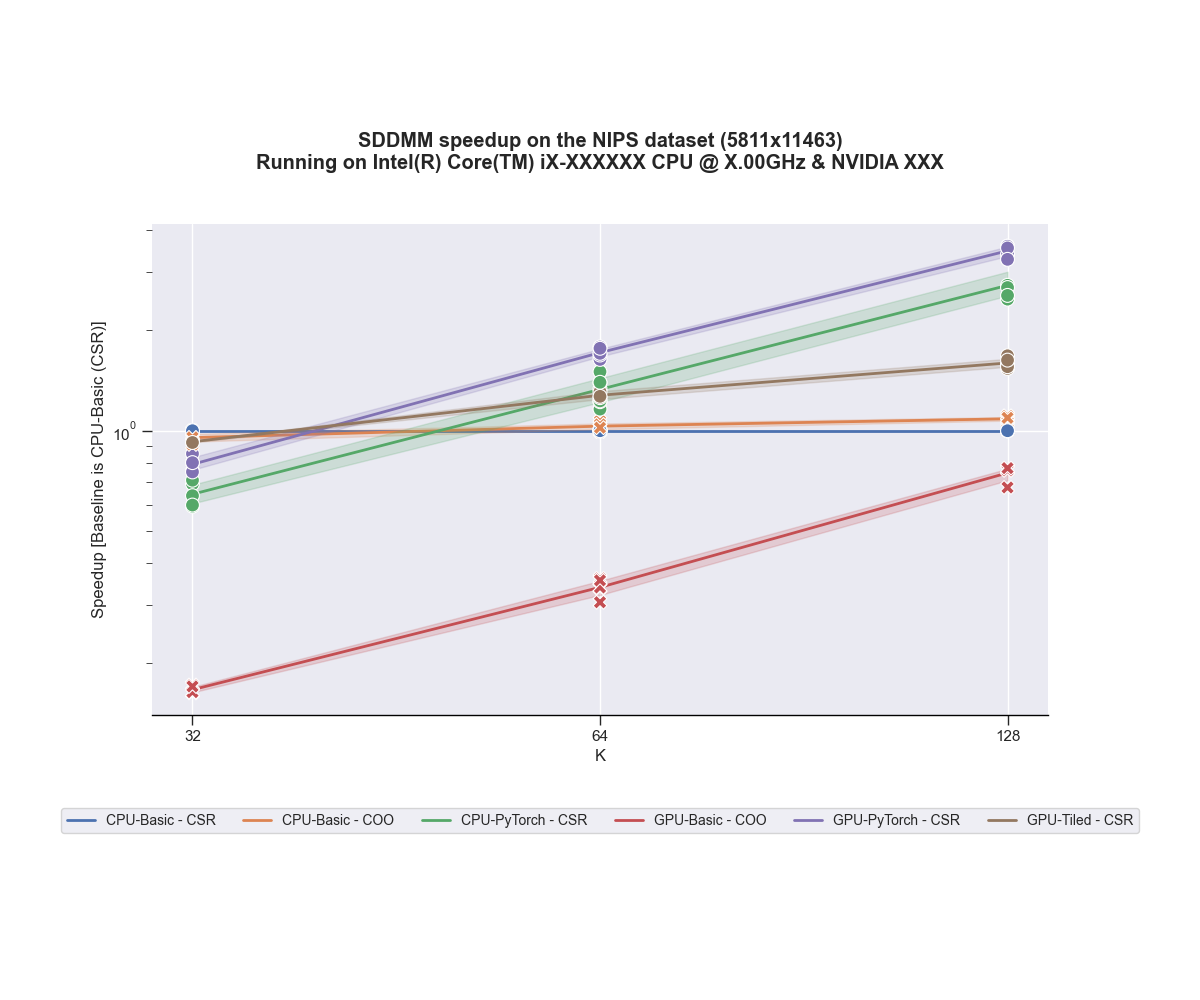 SDDMM speedup on the NIPS dataset (5811x11463)
Running on Intel(R) Core(TM) iX-XXXXXX CPU @ X.00GHz & NVIDIA XXX
Speedup [Baseline is CPU-Basic (CSR)]
10^0
32 64 128
K
CPU-Basic - CSR CPU-Basic - COO CPU-PyTorch - CSR GPU-Basic - COO GPU-PyTorch - CSR GPU-Tiled - CSR